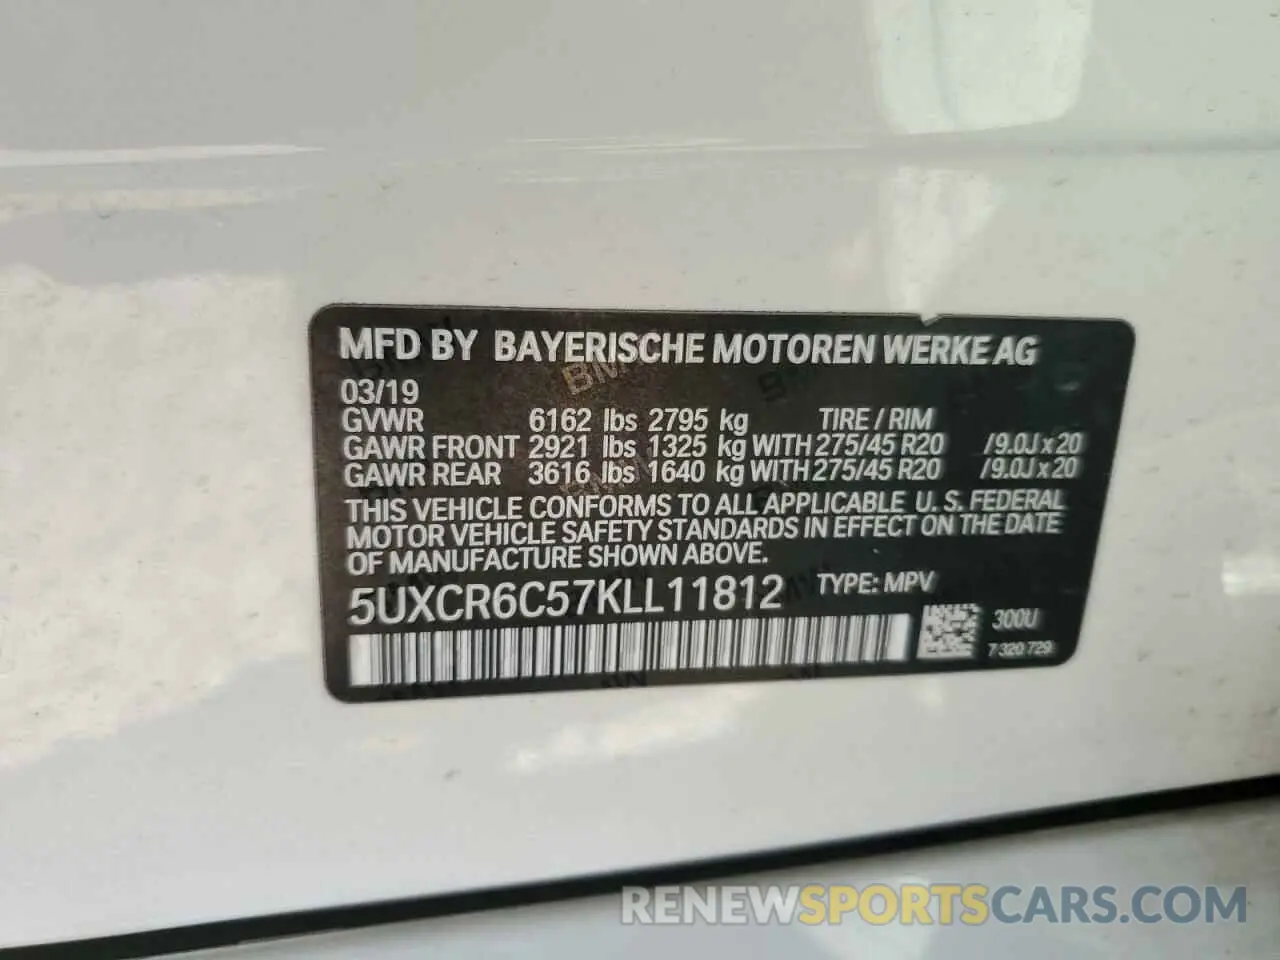 MFD BY BAYERISCHE MOTOREN WERKE AG
03/19
GVWR 6162 lbs 2795 kg TIRE / RIM
GAWR FRONT 2921 lbs 1325 kg WITH 275/45 R20 /9.0J x 20
GAWR REAR 3616 lbs 1640 kg WITH 275/45 R20 /9.0J x 20
THIS VEHICLE CONFORMS TO ALL APPLICABLE U.S. FEDERAL
MOTOR VEHICLE SAFETY STANDARDS IN EFFECT ON THE DATE
OF MANUFACTURE SHOWN ABOVE.
5UXCR6C57KLL11812 TYPE: MPV
300U
7 320 729
RENEWSPORTSCARS.COM